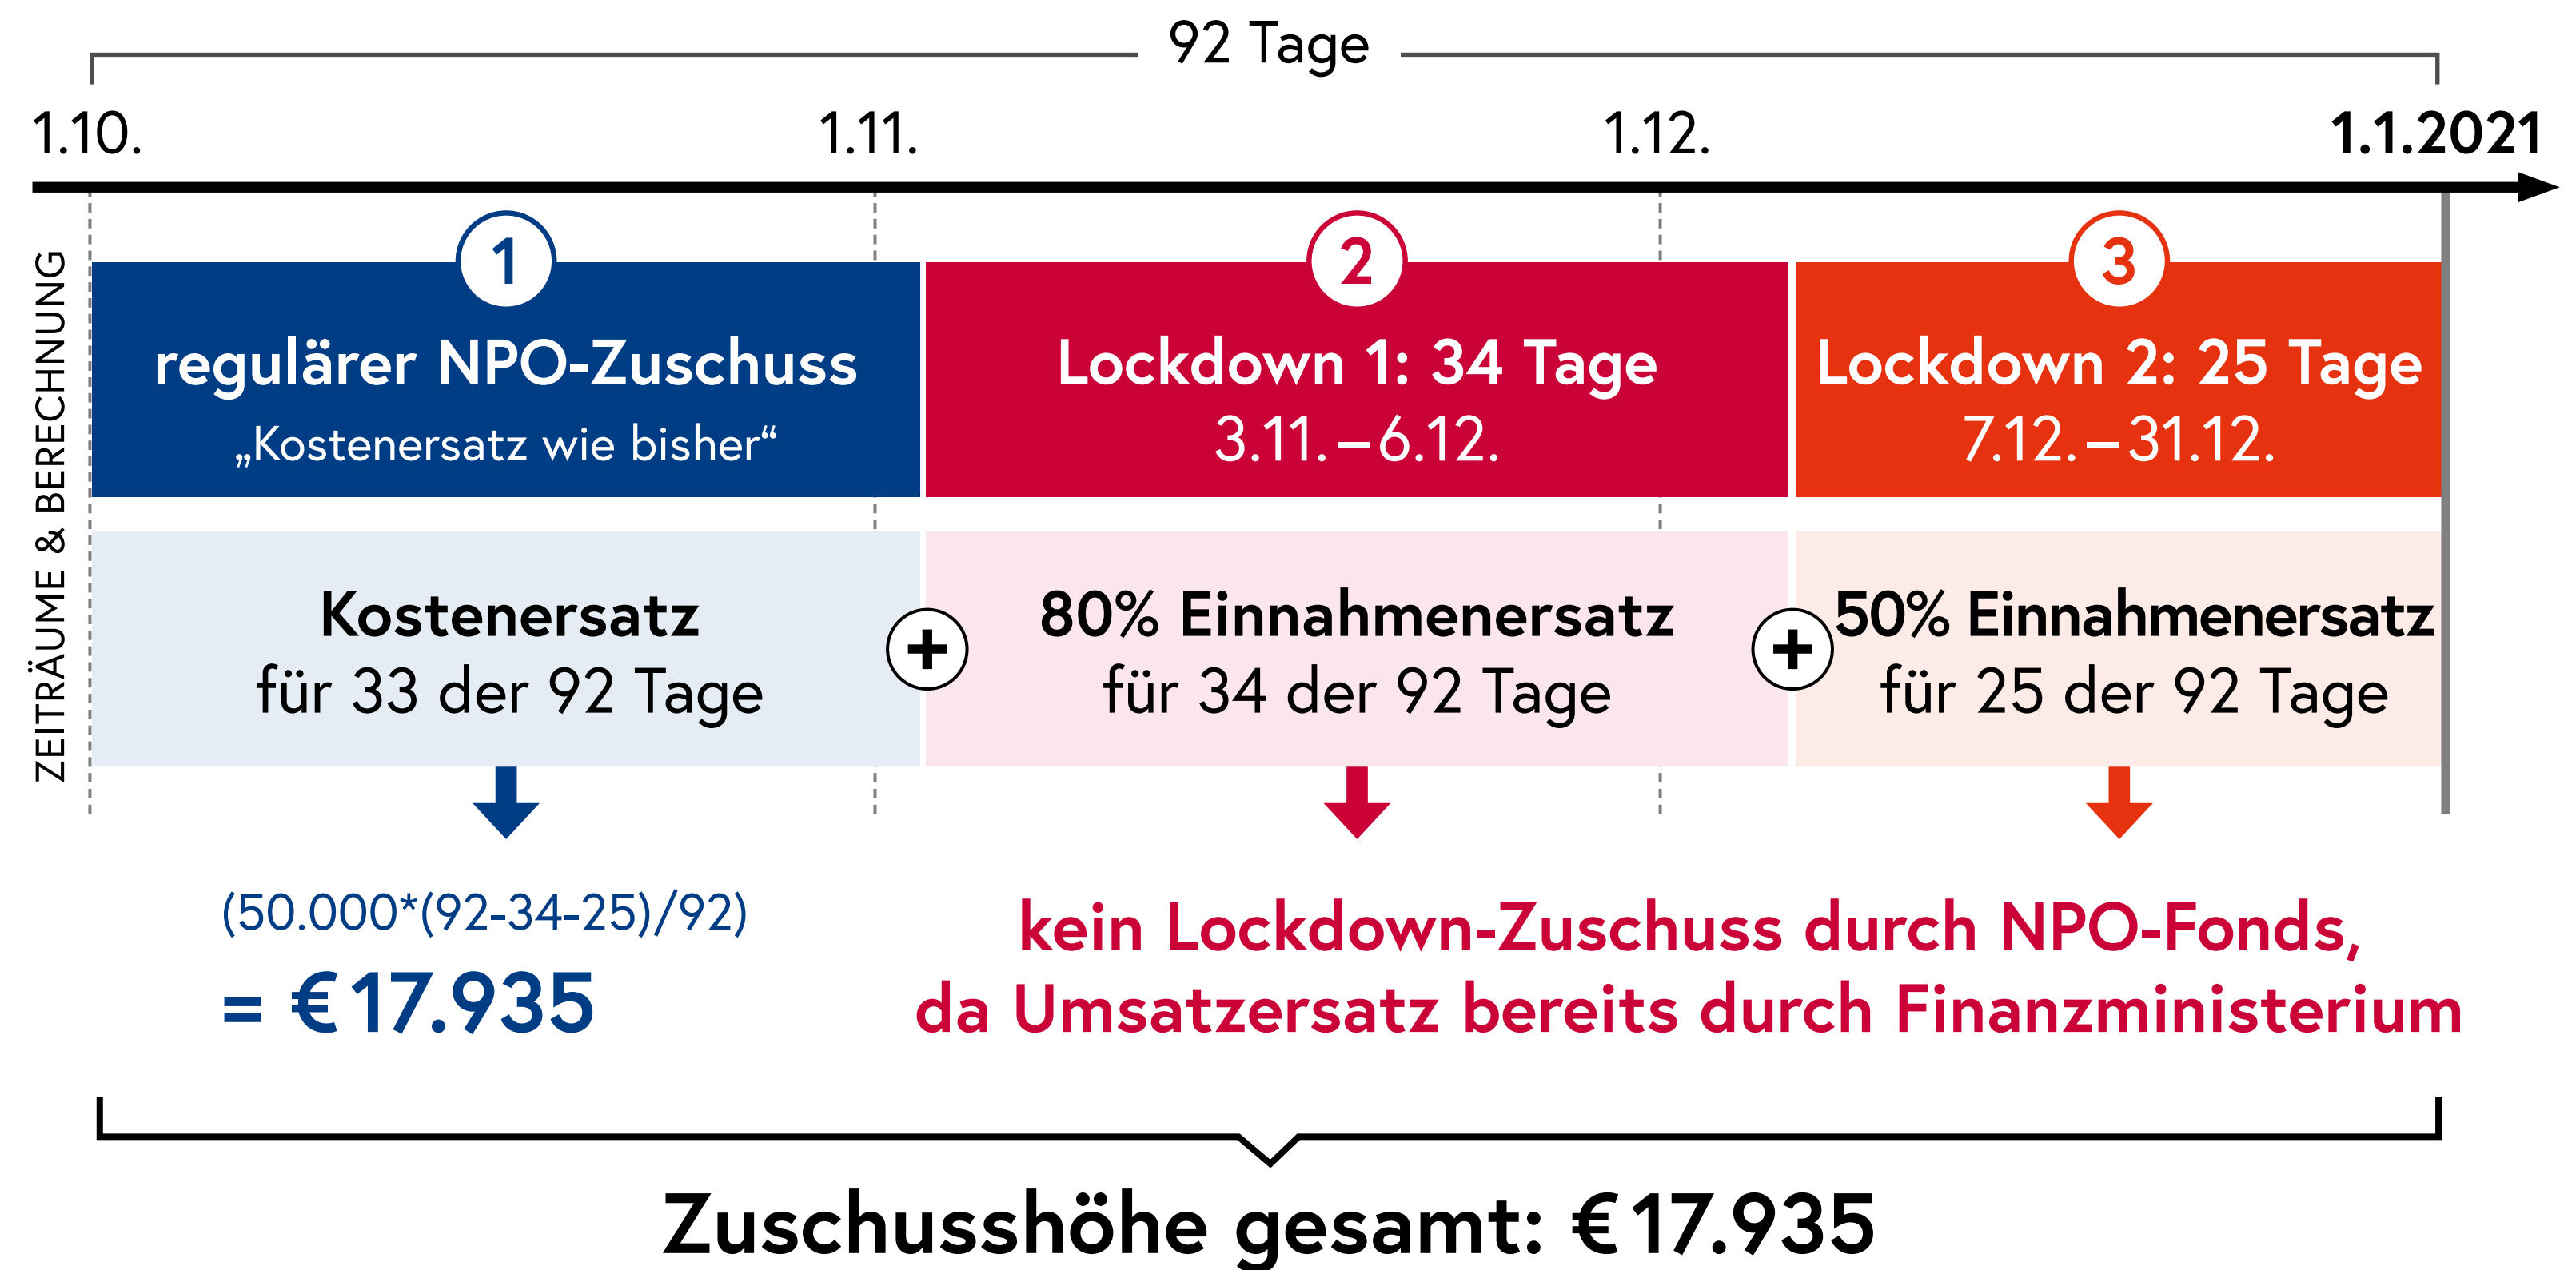 92 Tage
1.10.
1.11.
1.12.
1.1.2021
ZEITRÄUME & BERECHNUNG
1
regulärer NPO-Zuschuss
„Kostenersatz wie bisher“
2
Lockdown 1: 34 Tage
3.11.–6.12.
3
Lockdown 2: 25 Tage
7.12.–31.12.
Kostenersatz
für 33 der 92 Tage
+
80% Einnahmenersatz
für 34 der 92 Tage
+
50% Einnahmenersatz
für 25 der 92 Tage
(50.000*(92-34-25)/92)
= € 17.935
kein Lockdown-Zuschuss durch NPO-Fonds,
da Umsatzersatz bereits durch Finanzministerium
Zuschusshöhe gesamt: € 17.935